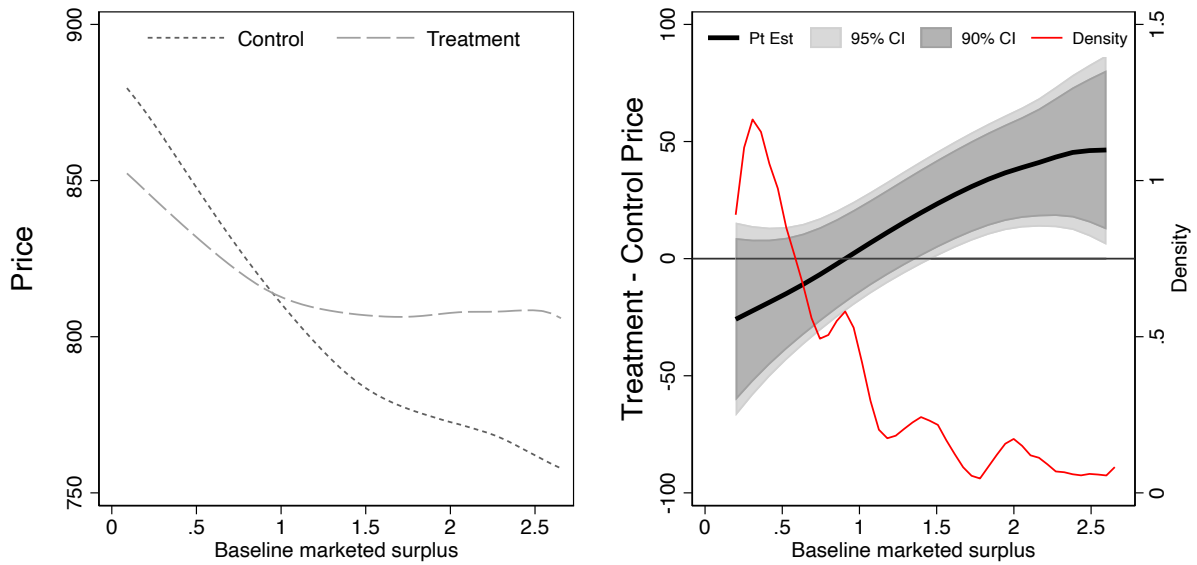 Control Treatment
Price
900
850
800
750
0 .5 1 1.5 2 2.5
Baseline marketed surplus
Pt Est 95% CI 90% CI Density
Treatment - Control Price
100
50
0
-50
-100
1.5
1
.5
0
Density
0 .5 1 1.5 2 2.5
Baseline marketed surplus